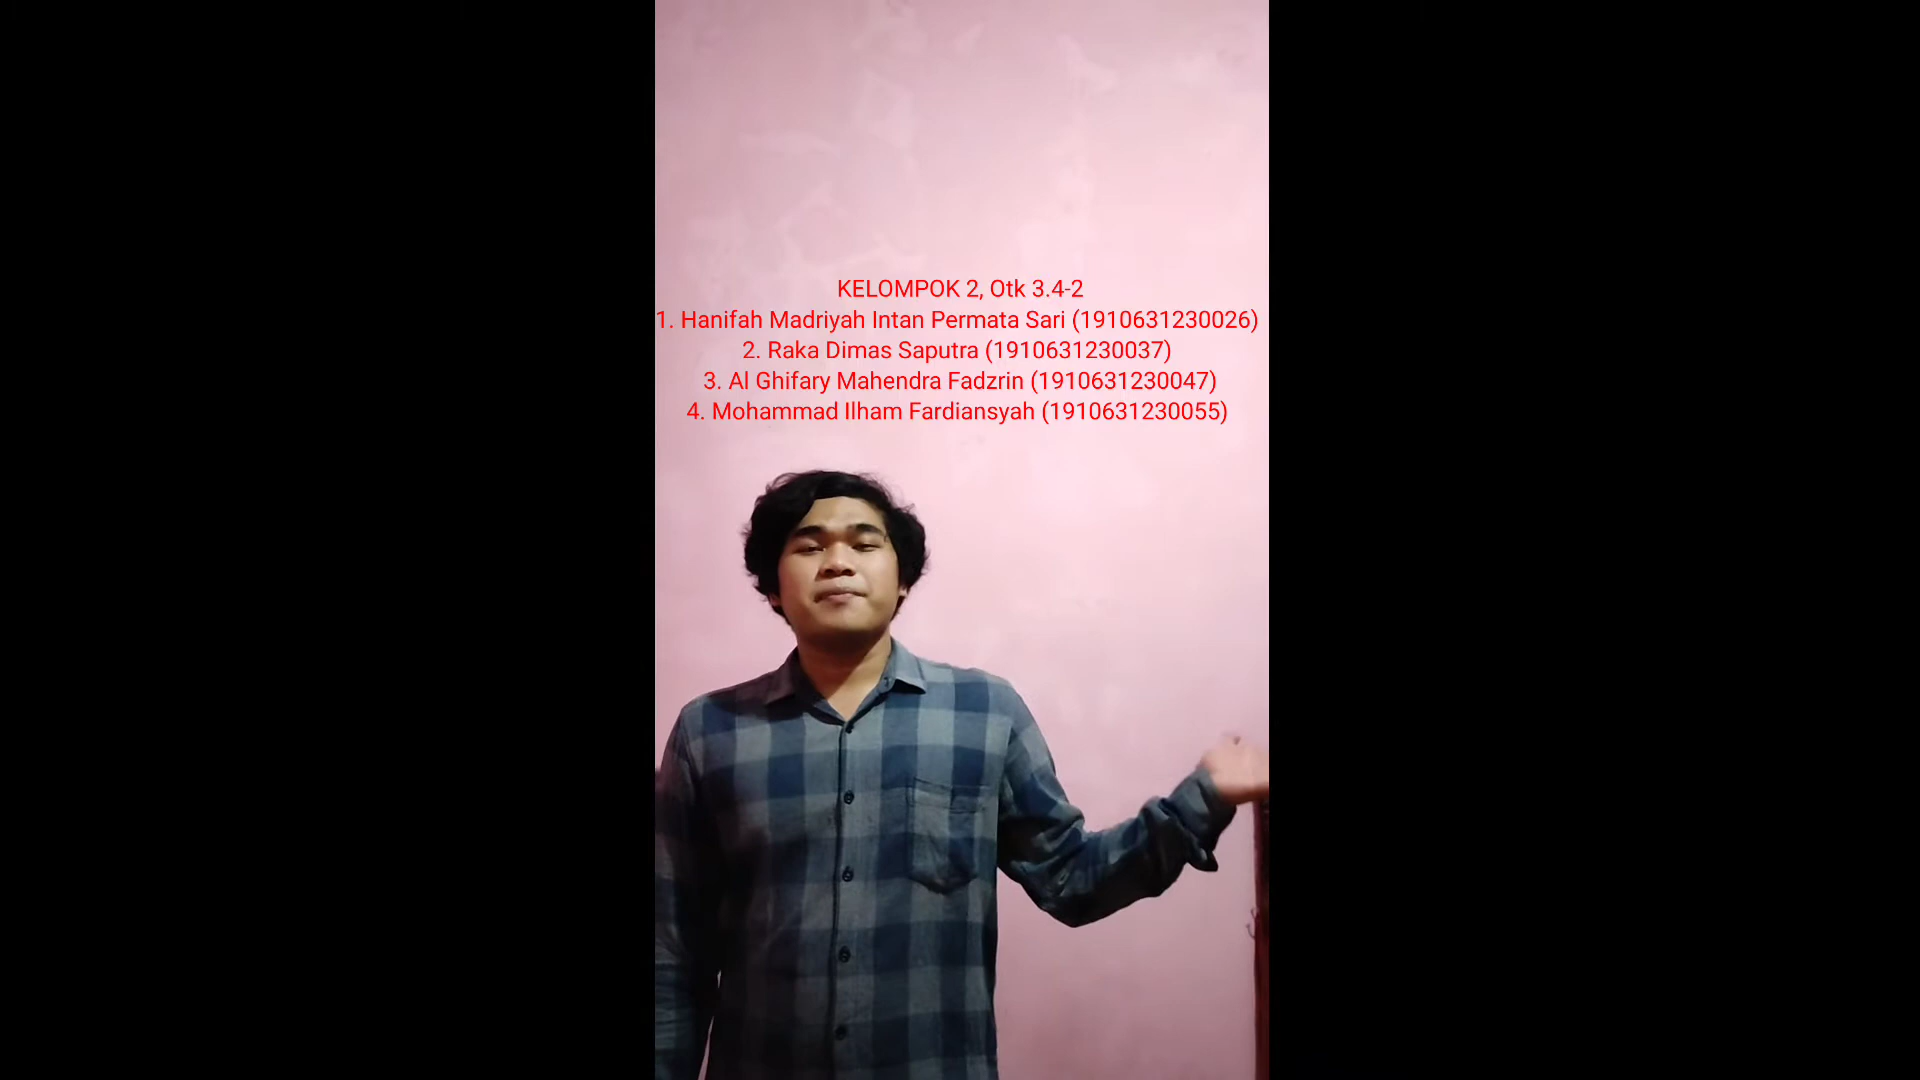 KELOMPOK 2, Otk 3.4-2
1. Hanifah Madriyah Intan Permata Sari (1910631230026)
2. Raka Dimas Saputra (1910631230037)
3. Al Ghifary Mahendra Fadzrin (1910631230047)
4. Mohammad Ilham Fardiansyah (1910631230055)